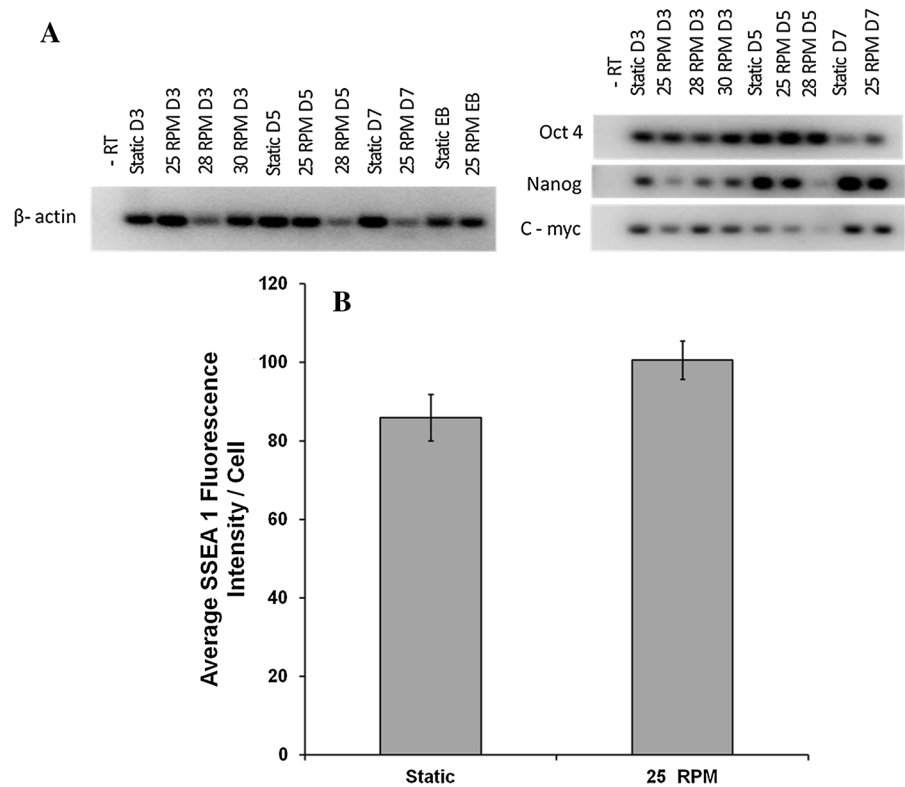 A
- RT
Static D3
25 RPM D3
28 RPM D3
30 RPM D3
Static D5
25 RPM D5
28 RPM D5
Static D7
25 RPM D7
Static EB
25 RPM EB
β- actin
- RT
Static D3
25 RPM D3
28 RPM D3
30 RPM D3
Static D5
25 RPM D5
28 RPM D5
Static D7
25 RPM D7
Oct 4
Nanog
C - myc
B
Average SSEA 1 Fluorescence
Intensity / Cell
120
100
80
60
40
20
0
Static
25 RPM